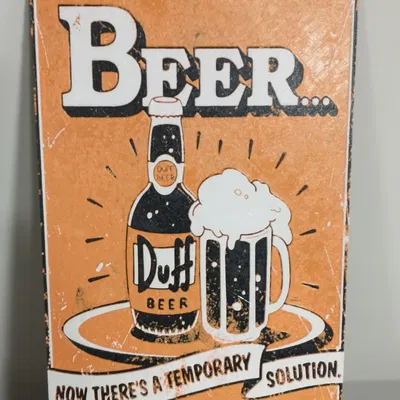 BEER...
DUFF
BEER
Duff
BEER
NOW THERE'S A TEMPORARY SOLUTION.